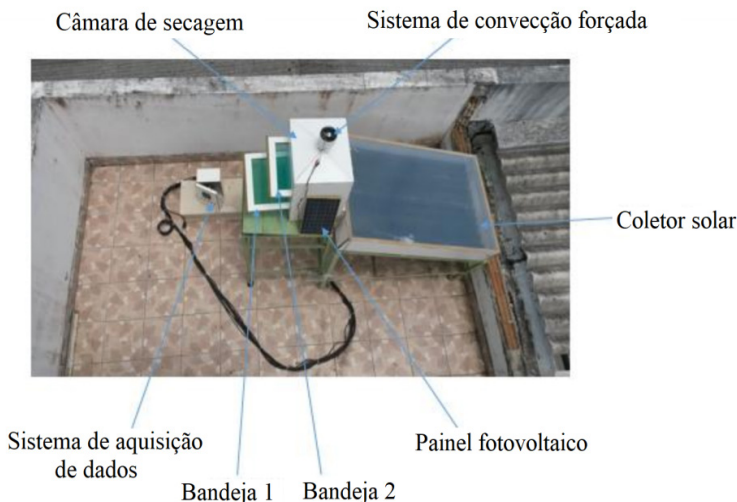 Câmara de secagem
Sistema de convecção forçada
Coletor solar
Sistema de aquisição
de dados
Painel fotovoltaico
Bandeja 1
Bandeja 2